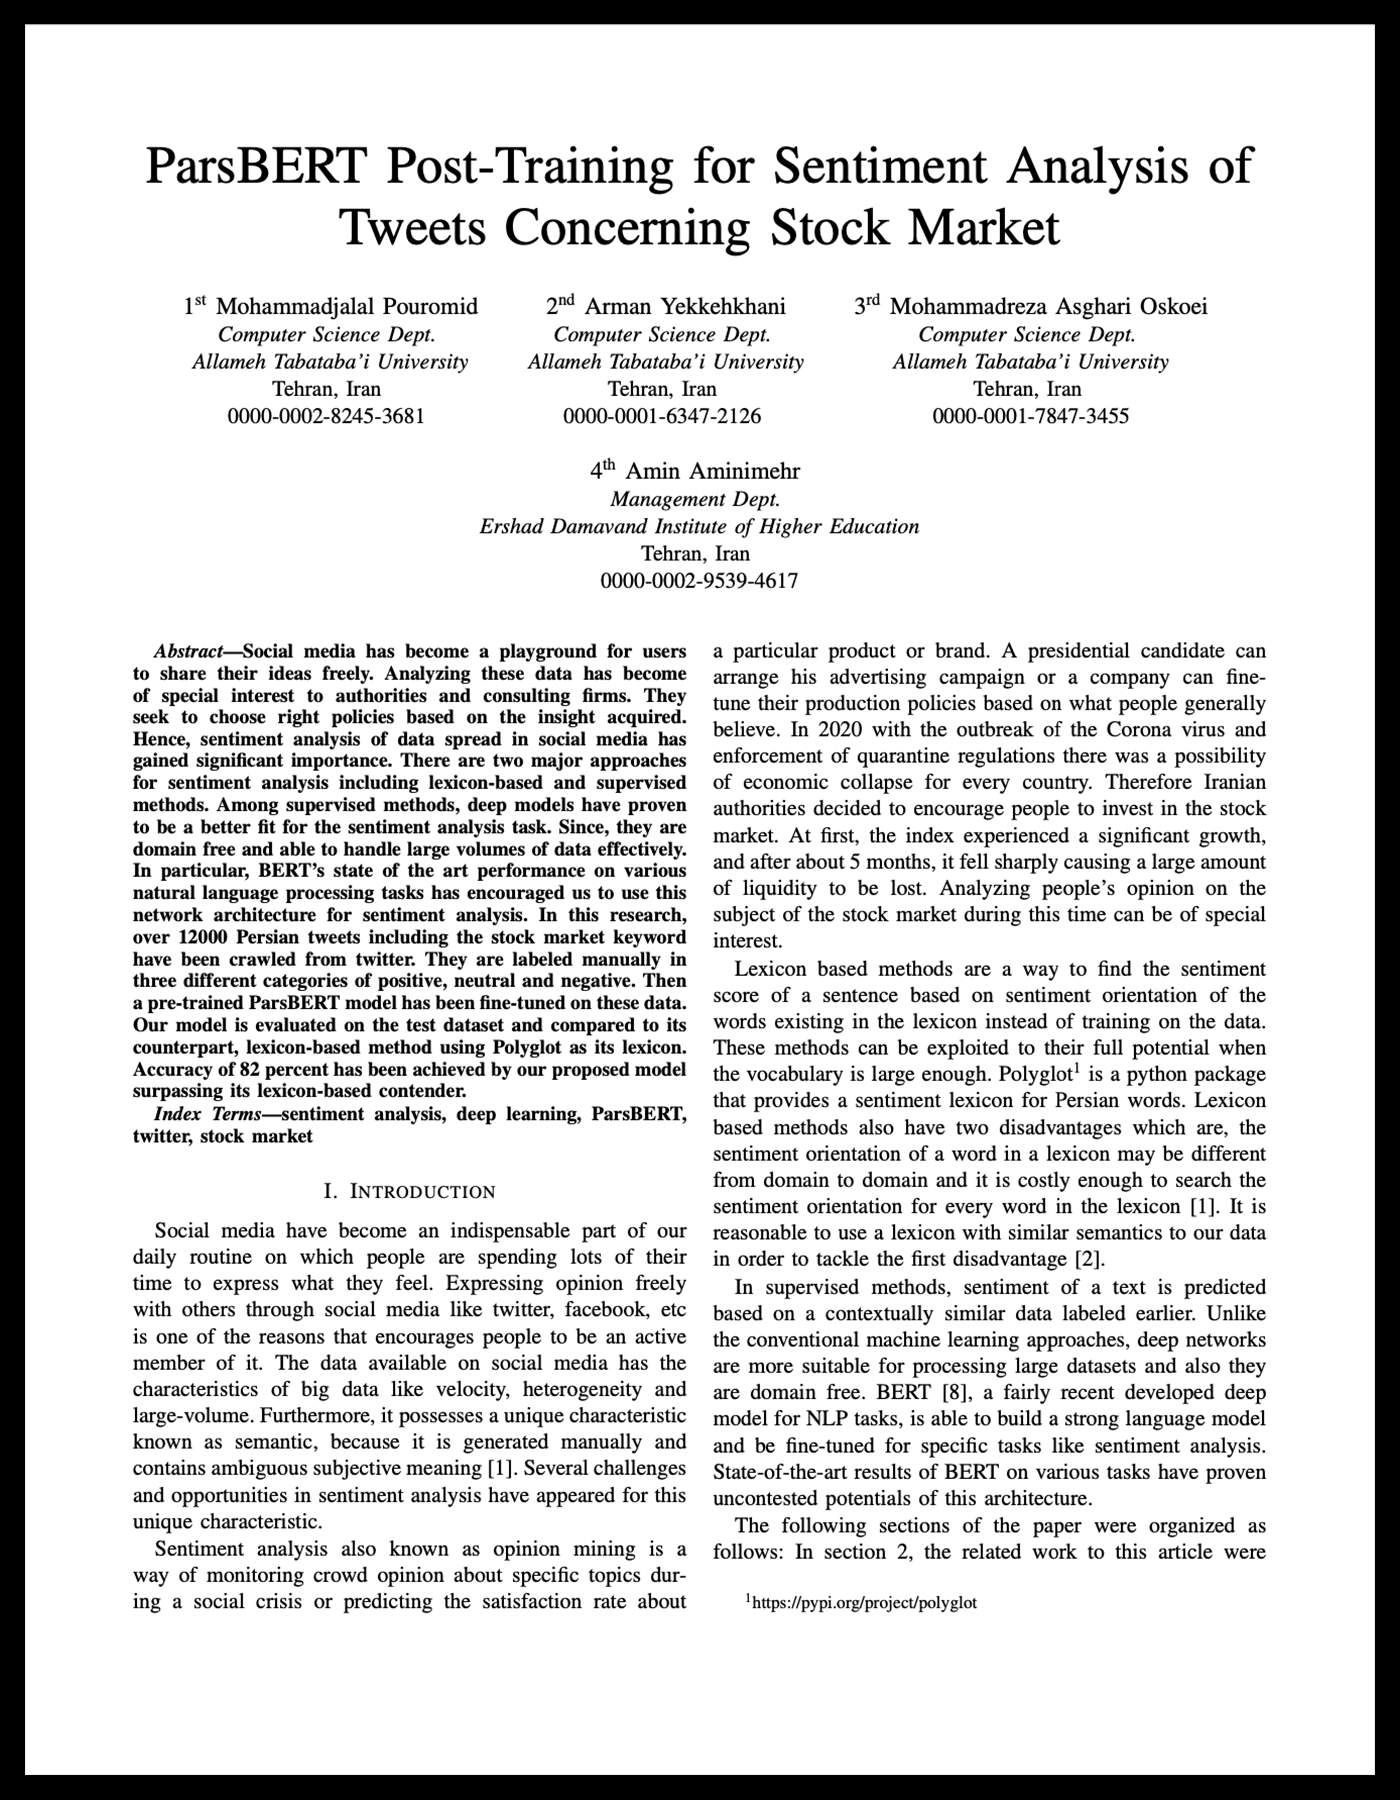 ParsBERT Post-Training for Sentiment Analysis of
Tweets Concerning Stock Market
1st Mohammadjalal Pouromid
Computer Science Dept.
Allameh Tabataba'i University
Tehran, Iran
0000-0002-8245-3681
2nd Arman Yekkehkhani
Computer Science Dept.
Allameh Tabataba'i University
Tehran, Iran
0000-0001-6347-2126
3rd Mohammadreza Asghari Oskoei
Computer Science Dept.
Allameh Tabataba'i University
Tehran, Iran
0000-0001-7847-3455
4th Amin Aminimehr
Management Dept.
Ershad Damavand Institute of Higher Education
Tehran, Iran
0000-0002-9539-4617
Abstract—Social media has become a playground for users
to share their ideas freely. Analyzing these data has become
of special interest to authorities and consulting firms. They
seek to choose right policies based on the insight acquired.
Hence, sentiment analysis of data spread in social media has
gained significant importance. There are two major approaches
for sentiment analysis including lexicon-based and supervised
methods. Among supervised methods, deep models have proven
to be a better fit for the sentiment analysis task. Since, they are
domain free and able to handle large volumes of data effectively.
In particular, BERT's state of the art performance on various
natural language processing tasks has encouraged us to use this
network architecture for sentiment analysis. In this research,
over 12000 Persian tweets including the stock market keyword
have been crawled from twitter. They are labeled manually in
three different categories of positive, neutral and negative. Then
a pre-trained ParsBERT model has been fine-tuned on these data.
Our model is evaluated on the test dataset and compared to its
counterpart, lexicon-based method using Polyglot as its lexicon.
Accuracy of 82 percent has been achieved by our proposed model
surpassing its lexicon-based contender.
Index Terms—sentiment analysis, deep learning, ParsBERT,
twitter, stock market
I. INTRODUCTION
Social media have become an indispensable part of our
daily routine on which people are spending lots of their
time to express what they feel. Expressing opinion freely
with others through social media like twitter, facebook, etc
is one of the reasons that encourages people to be an active
member of it. The data available on social media has the
characteristics of big data like velocity, heterogeneity and
large-volume. Furthermore, it possesses a unique characteristic
known as semantic, because it is generated manually and
contains ambiguous subjective meaning [1]. Several challenges
and opportunities in sentiment analysis have appeared for this
unique characteristic.
Sentiment analysis also known as opinion mining is a
way of monitoring crowd opinion about specific topics dur-
ing a social crisis or predicting the satisfaction rate about
a particular product or brand. A presidential candidate can
arrange his advertising campaign or a company can fine-
tune their production policies based on what people generally
believe. In 2020 with the outbreak of the Corona virus and
enforcement of quarantine regulations there was a possibility
of economic collapse for every country. Therefore Iranian
authorities decided to encourage people to invest in the stock
market. At first, the index experienced a significant growth,
and after about 5 months, it fell sharply causing a large amount
of liquidity to be lost. Analyzing people's opinion on the
subject of the stock market during this time can be of special
interest.
Lexicon based methods are a way to find the sentiment
score of a sentence based on sentiment orientation of the
words existing in the lexicon instead of training on the data.
These methods can be exploited to their full potential when
the vocabulary is large enough. Polyglot1 is a python package
that provides a sentiment lexicon for Persian words. Lexicon
based methods also have two disadvantages which are, the
sentiment orientation of a word in a lexicon may be different
from domain to domain and it is costly enough to search the
sentiment orientation for every word in the lexicon [1]. It is
reasonable to use a lexicon with similar semantics to our data
in order to tackle the first disadvantage [2].
In supervised methods, sentiment of a text is predicted
based on a contextually similar data labeled earlier. Unlike
the conventional machine learning approaches, deep networks
are more suitable for processing large datasets and also they
are domain free. BERT [8], a fairly recent developed deep
model for NLP tasks, is able to build a strong language model
and be fine-tuned for specific tasks like sentiment analysis.
State-of-the-art results of BERT on various tasks have proven
uncontested potentials of this architecture.
The following sections of the paper were organized as
follows: In section 2, the related work to this article were
1https://pypi.org/project/polyglot